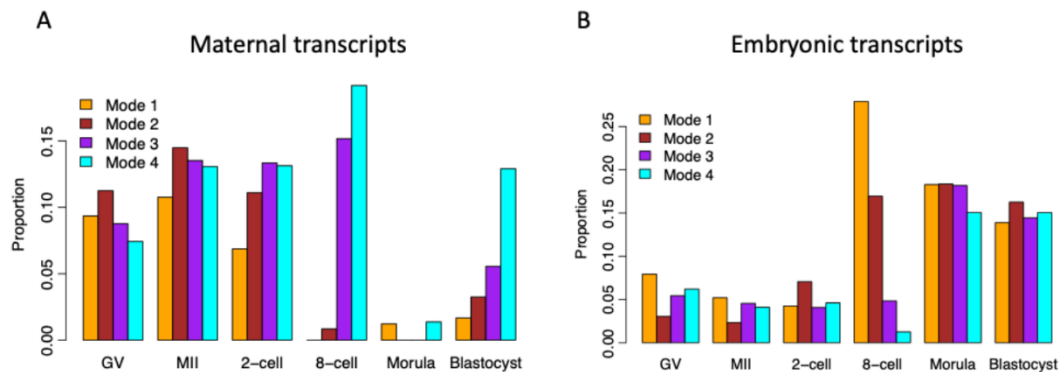 A
Maternal transcripts
Mode 1
Mode 2
Mode 3
Mode 4
Proportion
0.00
0.05
0.10
0.15
GV
MII
2-cell
8-cell
Morula
Blastocyst
B
Embryonic transcripts
Mode 1
Mode 2
Mode 3
Mode 4
Proportion
0.00
0.05
0.10
0.15
0.20
0.25
GV
MII
2-cell
8-cell
Morula
Blastocyst